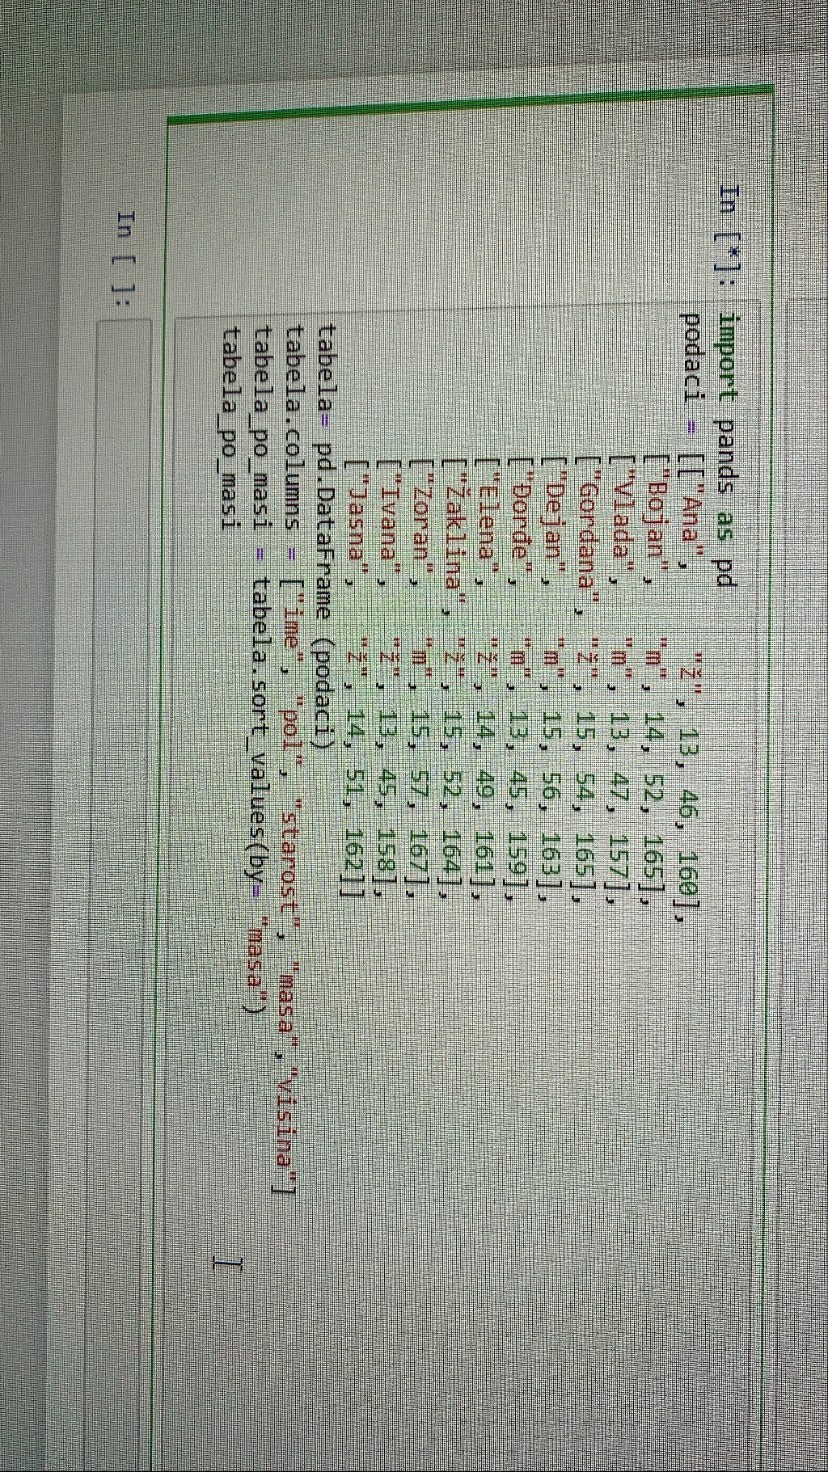 In [*]: import pands as pd
podaci = [["Ana", "ž", 13, 46, 160],
["Bojan", "m", 14, 52, 165],
["Vlada", "m", 13, 47, 157],
["Gordana", "ž", 15, 54, 165],
["Dejan", "m", 15, 56, 163],
["Đorđe", "m", 13, 45, 159],
["Elena", "ž", 14, 49, 161],
["Žaklina", "ž", 15, 52, 164],
["Zoran", "m", 15, 57, 167],
["Ivana", "ž", 13, 45, 158],
["Jasna", "ž", 14, 51, 162]]
tabela= pd.DataFrame (podaci)
tabela.columns = ["ime", "pol", "starost", "masa","visina"]
tabela_po_masi = tabela.sort_values(by= "masa")
tabela_po_masi
In [ ]: